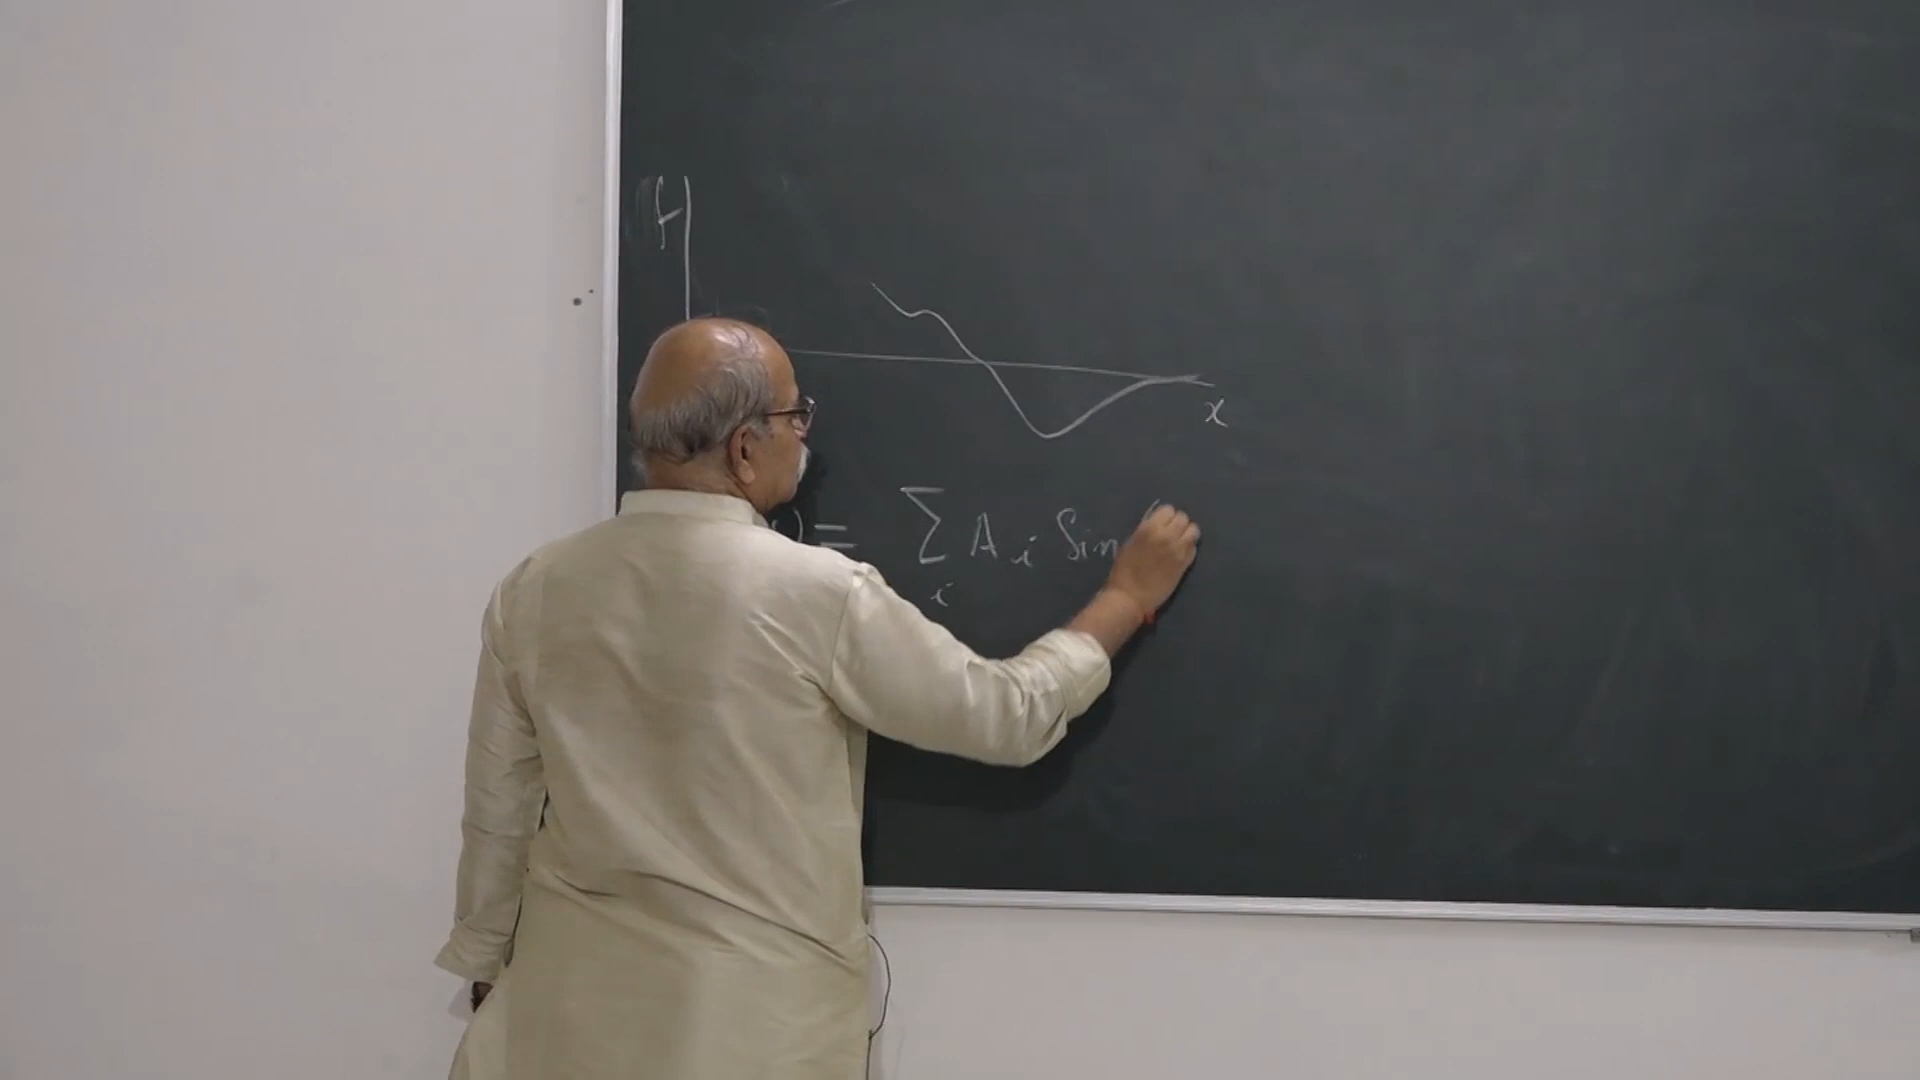 f
x
) = Σ A i Sin (
i